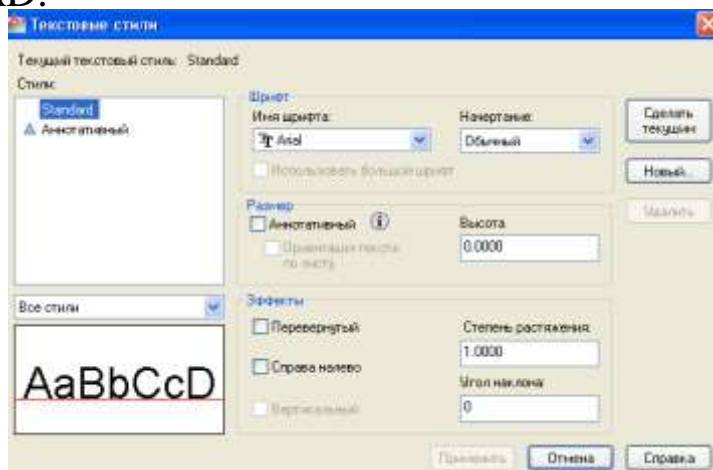 AD.
Текстовые стили
Текущий текстовый стиль: Standard
Стили:
Standard
Аннотативный
Все стили
AaBbCcD
Шрифт
Имя шрифта:
Начертание:
Arial
Обычный
Использовать большой шрифт
Размер
Аннотативный
Высота
Ориентация текста
по листу
0.0000
Эффекты
Перевернутый
Степень растяжения:
1.0000
Справа налево
Угол наклона:
Вертикальный
0
Сделать
текущим
Новый...
Удалить
Применить
Отмена
Справка